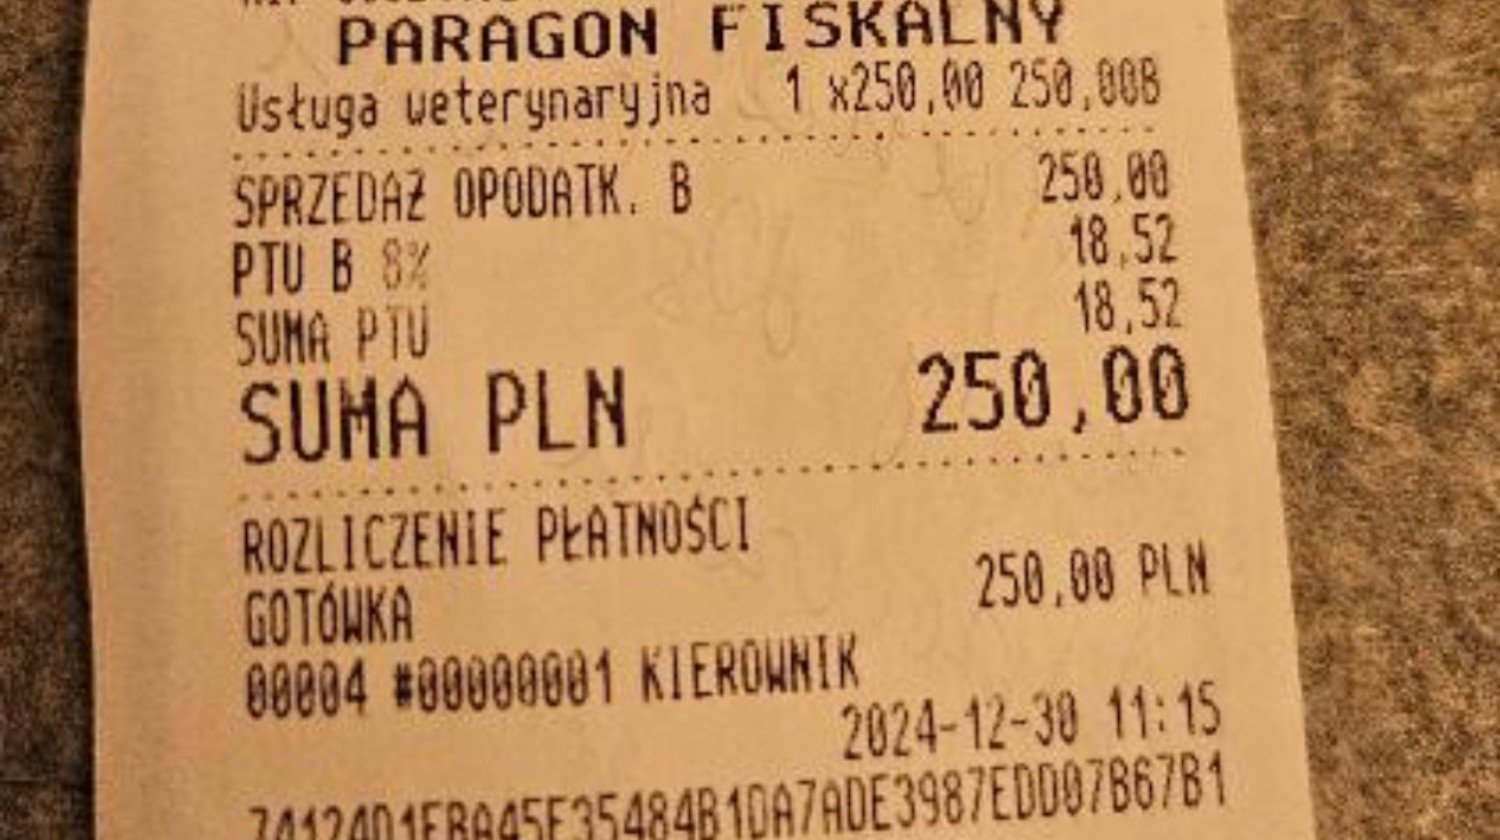 PARAGON FISKALNY
Usługa weterynaryjna 1 x250,00 250,00B
SPRZEDAŻ OPODATK. B 250,00
PTU B 8% 18,52
SUMA PTU 18,52
SUMA PLN 250,00
ROZLICZENIE PŁATNOŚCI
GOTÓWKA 250,00 PLN
00004 #00000001 KIEROWNIK
2024-12-30 11:15
74124D1EBA45E35484B1DA7ADE3987EDD07B67B1